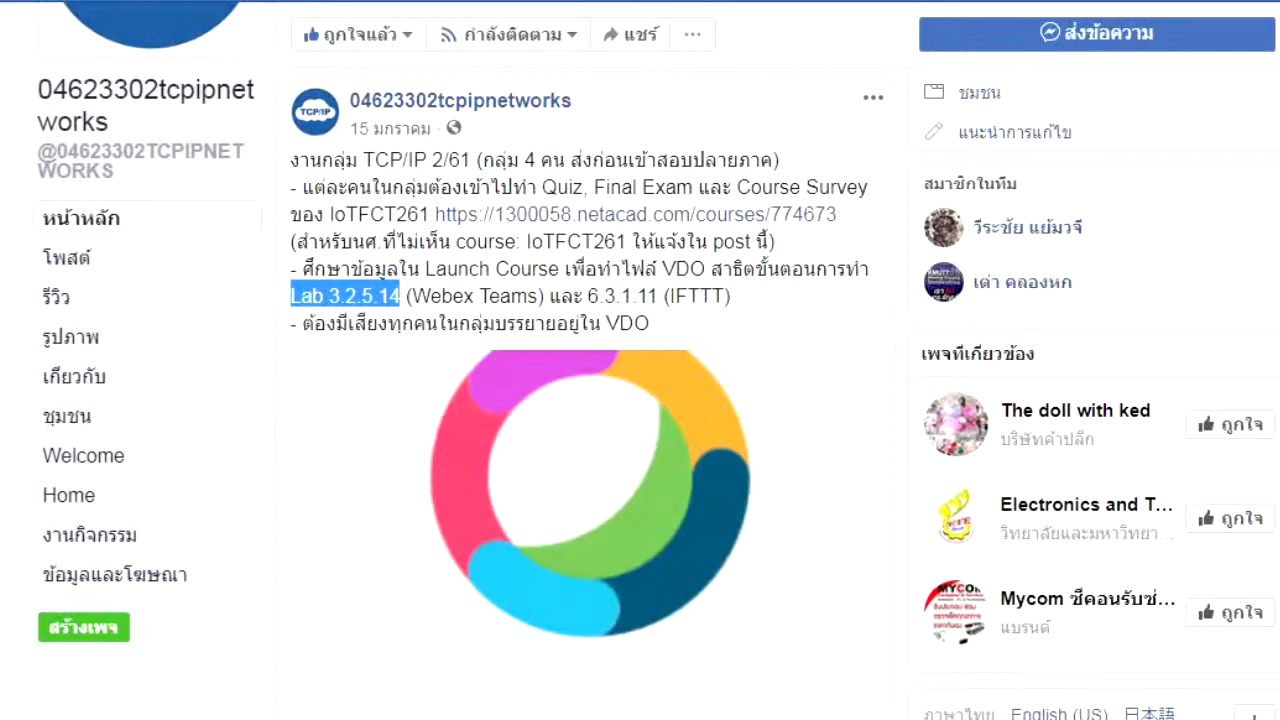 ถูกใจแล้ว
กำลังติดตาม
แชร์
ส่งข้อความ
04623302tcpipnet
works
@04623302TCPIPNET
WORKS
หน้าหลัก
โพสต์
รีวิว
รูปภาพ
เกี่ยวกับ
ชุมชน
Welcome
Home
งานกิจกรรม
ข้อมูลและโฆษณา
สร้างเพจ
TCP/IP
04623302tcpipnetworks
15 มกราคม ·
งานกลุ่ม TCP/IP 2/61 (กลุ่ม 4 คน ส่งก่อนเข้าสอบปลายภาค)
- แต่ละคนในกลุ่มต้องเข้าไปทำ Quiz, Final Exam และ Course Survey
ของ IoTFCT261 https://1300058.netacad.com/courses/774673
(สำหรับนศ.ที่ไม่เห็น course: IoTFCT261 ให้แจ้งใน post นี้)
- ศึกษาข้อมูลใน Launch Course เพื่อทำไฟล์ VDO สาธิตขั้นตอนการทำ
Lab 3.2.5.14 (Webex Teams) และ 6.3.1.11 (IFTTT)
- ต้องมีเสียงทุกคนในกลุ่มบรรยายอยู่ใน VDO
ชุมชน
แนะนำการแก้ไข
สมาชิกในทีม
วีระชัย แย้มวจี
เต่า คลองหก
เพจที่เกี่ยวข้อง
The doll with ked
บริษัทค้าปลีก
ถูกใจ
Electronics and T...
วิทยาลัยและมหาวิทยา...
ถูกใจ
MYCOM
Mycom ซีคอนรับซ่...
แบรนด์
ถูกใจ
ภาษาไทย English (US) 日本語